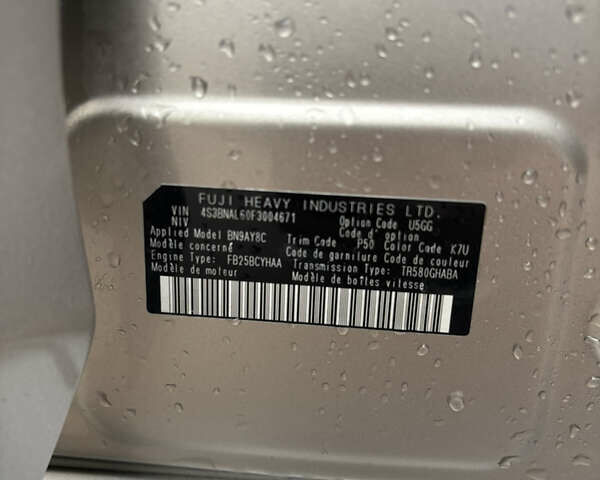 FUJI HEAVY INDUSTRIES LTD.
VIN 4S3BNAL60F3004671 Option Code U5GG
NIV Code d' option
Applied Model BN9AY8C Trim Code P50 Color Code K7U
Modèle concerné Code de garniture Code de couleur
Engine Type FB25BCYHAA Transmission Type TR580GHABA
Modèle de moteur Modèle de boîtes vitesse